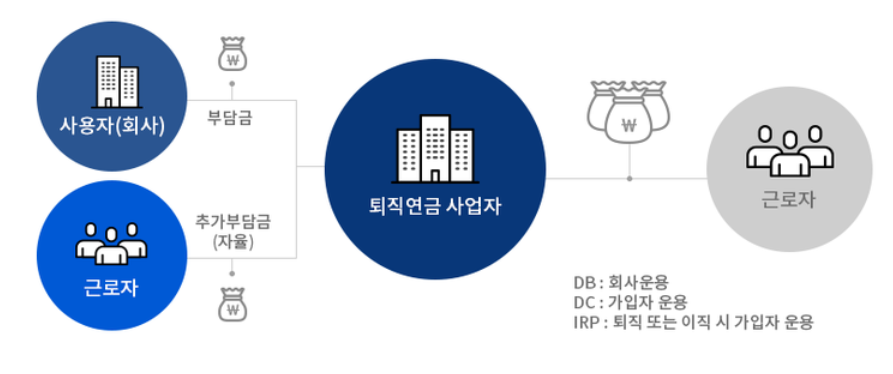 사용자(회사)
₩
부담금
근로자
추가부담금
(자율)
₩
퇴직연금 사업자
₩
근로자
DB : 회사운용
DC : 가입자 운용
IRP : 퇴직 또는 이직 시 가입자 운용